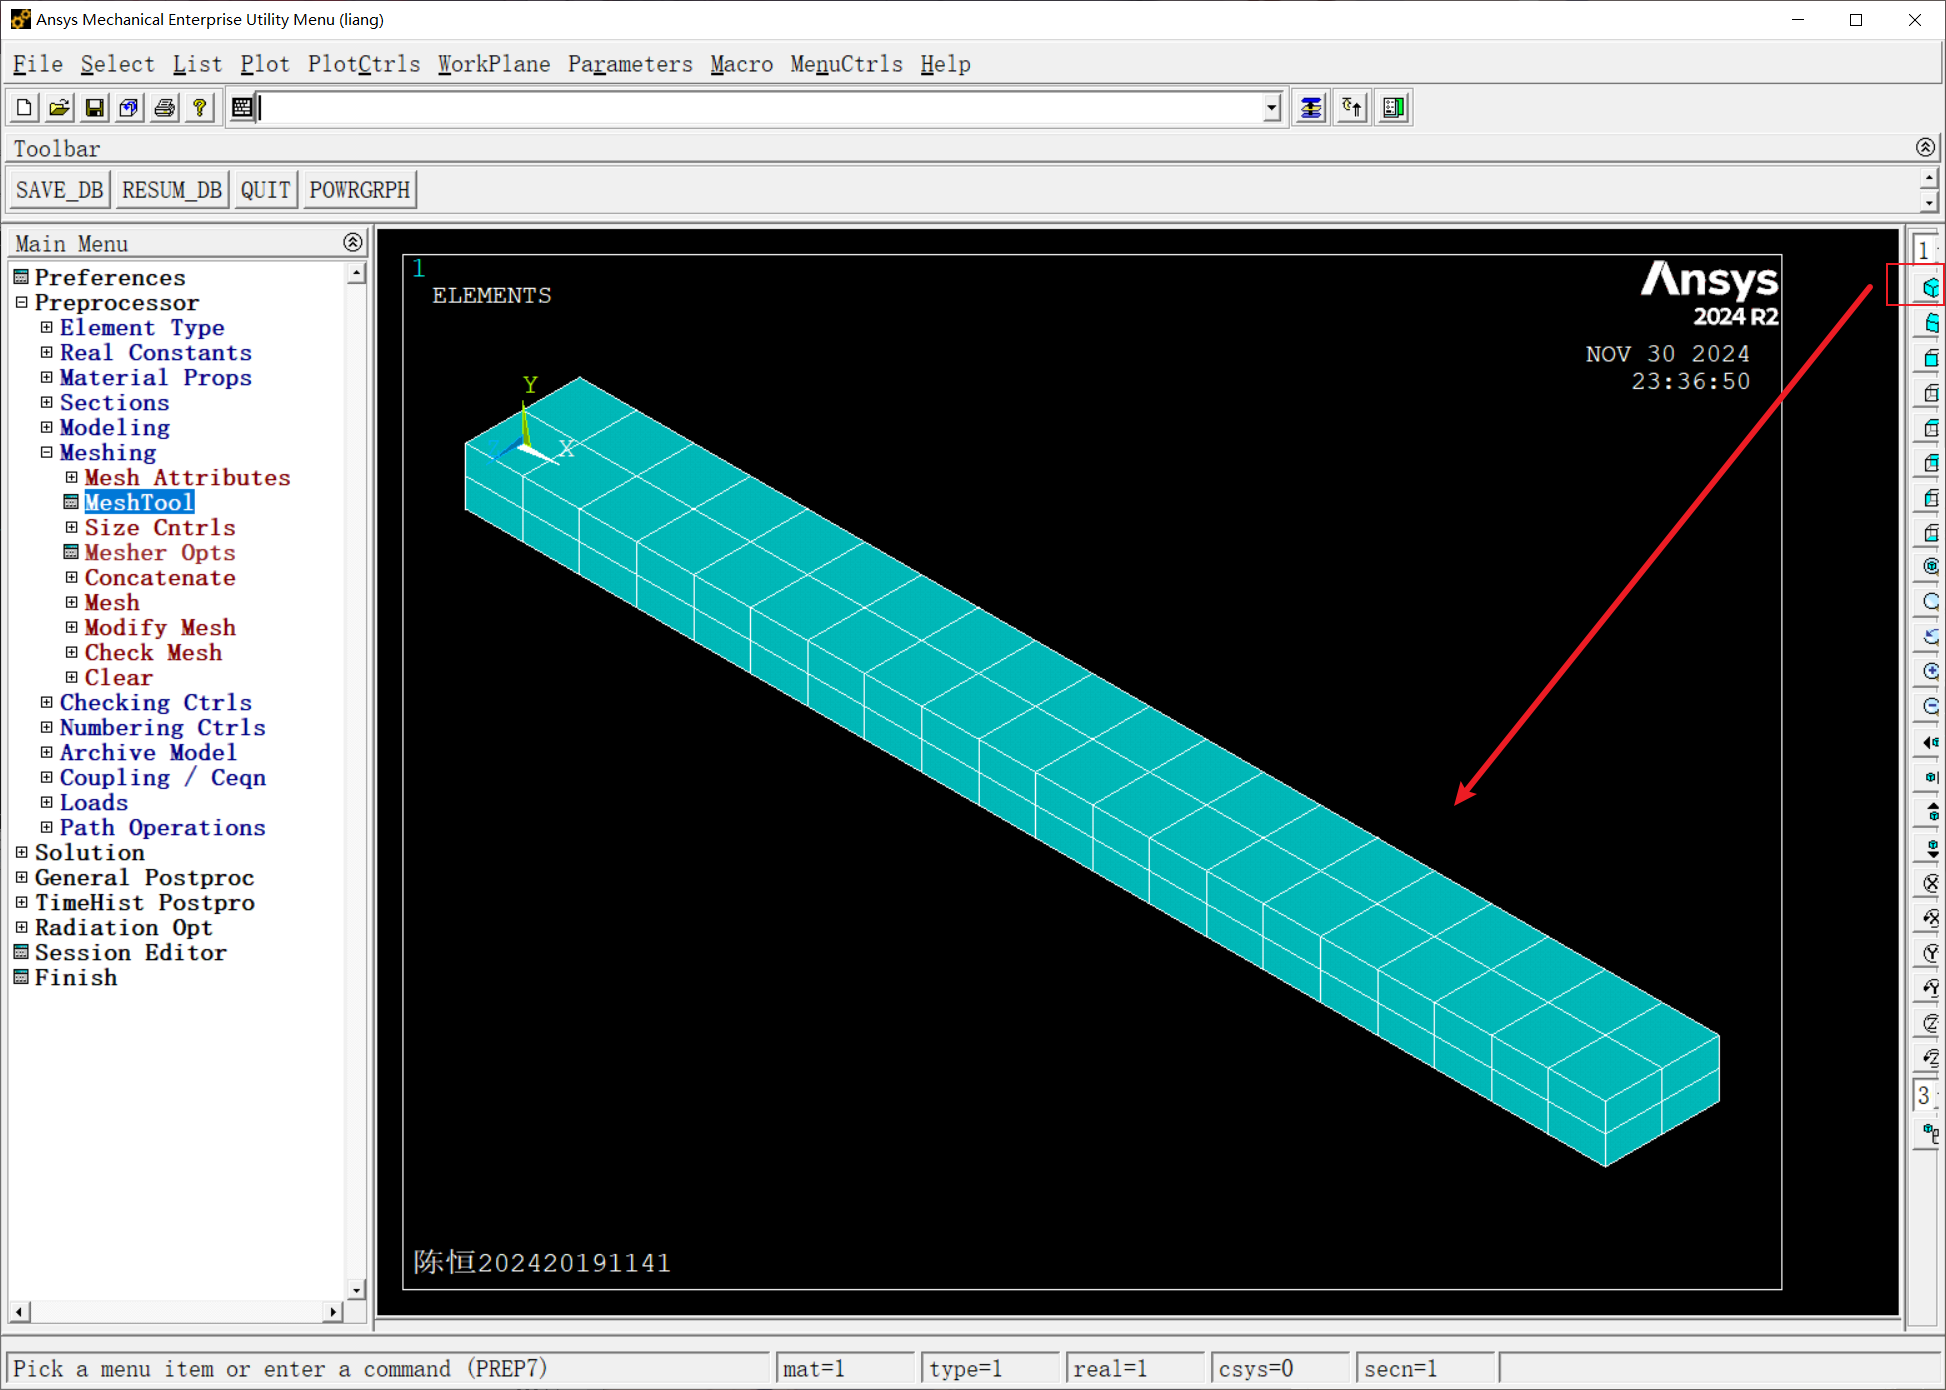 Ansys Mechanical Enterprise Utility Menu (liang)
File Select List Plot PlotCtrls WorkPlane Parameters Macro MenuCtrls Help
Toolbar
SAVE_DB RESUM_DB QUIT POWRGRPH
Main Menu
Preferences
Preprocessor
Element Type
Real Constants
Material Props
Sections
Modeling
Meshing
Mesh Attributes
MeshTool
Size Cntrls
Mesher Opts
Concatenate
Mesh
Modify Mesh
Check Mesh
Clear
Checking Ctrls
Numbering Ctrls
Archive Model
Coupling / Ceqn
Loads
Path Operations
Solution
General Postproc
TimeHist Postpro
Radiation Opt
Session Editor
Finish
1
ELEMENTS
Ansys
2024 R2
NOV 30 2024
23:36:50
Y
X
陈恒202420191141
1
3
Pick a menu item or enter a command (PREP7)
mat=1
type=1
real=1
csys=0
secn=1